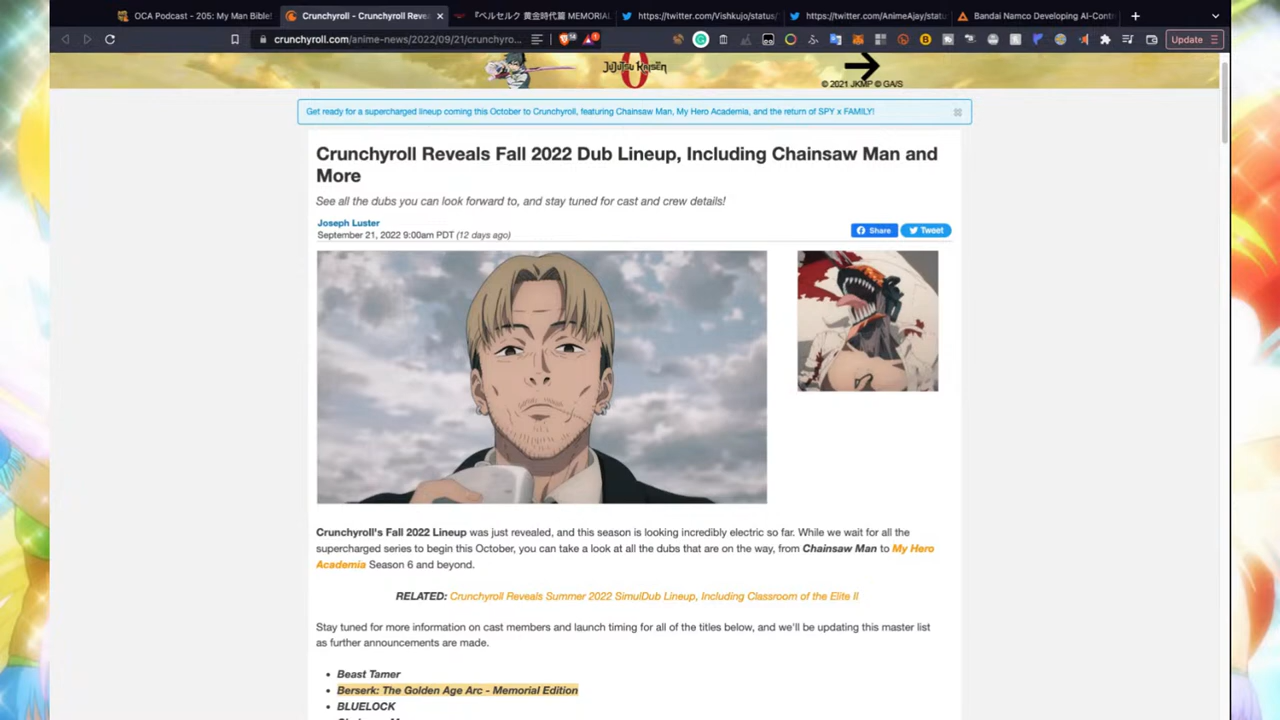 OCA Podcast - 205: My Man Bible!
Crunchyroll - Crunchyroll Reve
『ベルセルク 黄金時代篇 MEMORIAL
https://twitter.com/Vishkujo/status/
https://twitter.com/AnimeAjay/statu
Bandai Namco Developing AI-Contr
crunchyroll.com/anime-news/2022/09/21/crunchyro...
Update
JUJUTSU KAISEN 0
© 2021 JKMP © GA/S
Get ready for a supercharged lineup coming this October to Crunchyroll, featuring Chainsaw Man, My Hero Academia, and the return of SPY x FAMILY!
Crunchyroll Reveals Fall 2022 Dub Lineup, Including Chainsaw Man and
More
See all the dubs you can look forward to, and stay tuned for cast and crew details!
Joseph Luster
September 21, 2022 9:00am PDT (12 days ago)
Share
Tweet
Crunchyroll's Fall 2022 Lineup was just revealed, and this season is looking incredibly electric so far. While we wait for all the
supercharged series to begin this October, you can take a look at all the dubs that are on the way, from Chainsaw Man to My Hero
Academia Season 6 and beyond.
RELATED: Crunchyroll Reveals Summer 2022 SimulDub Lineup, Including Classroom of the Elite II
Stay tuned for more information on cast members and launch timing for all of the titles below, and we'll be updating this master list
as further announcements are made.
• Beast Tamer
• Berserk: The Golden Age Arc - Memorial Edition
• BLUELOCK